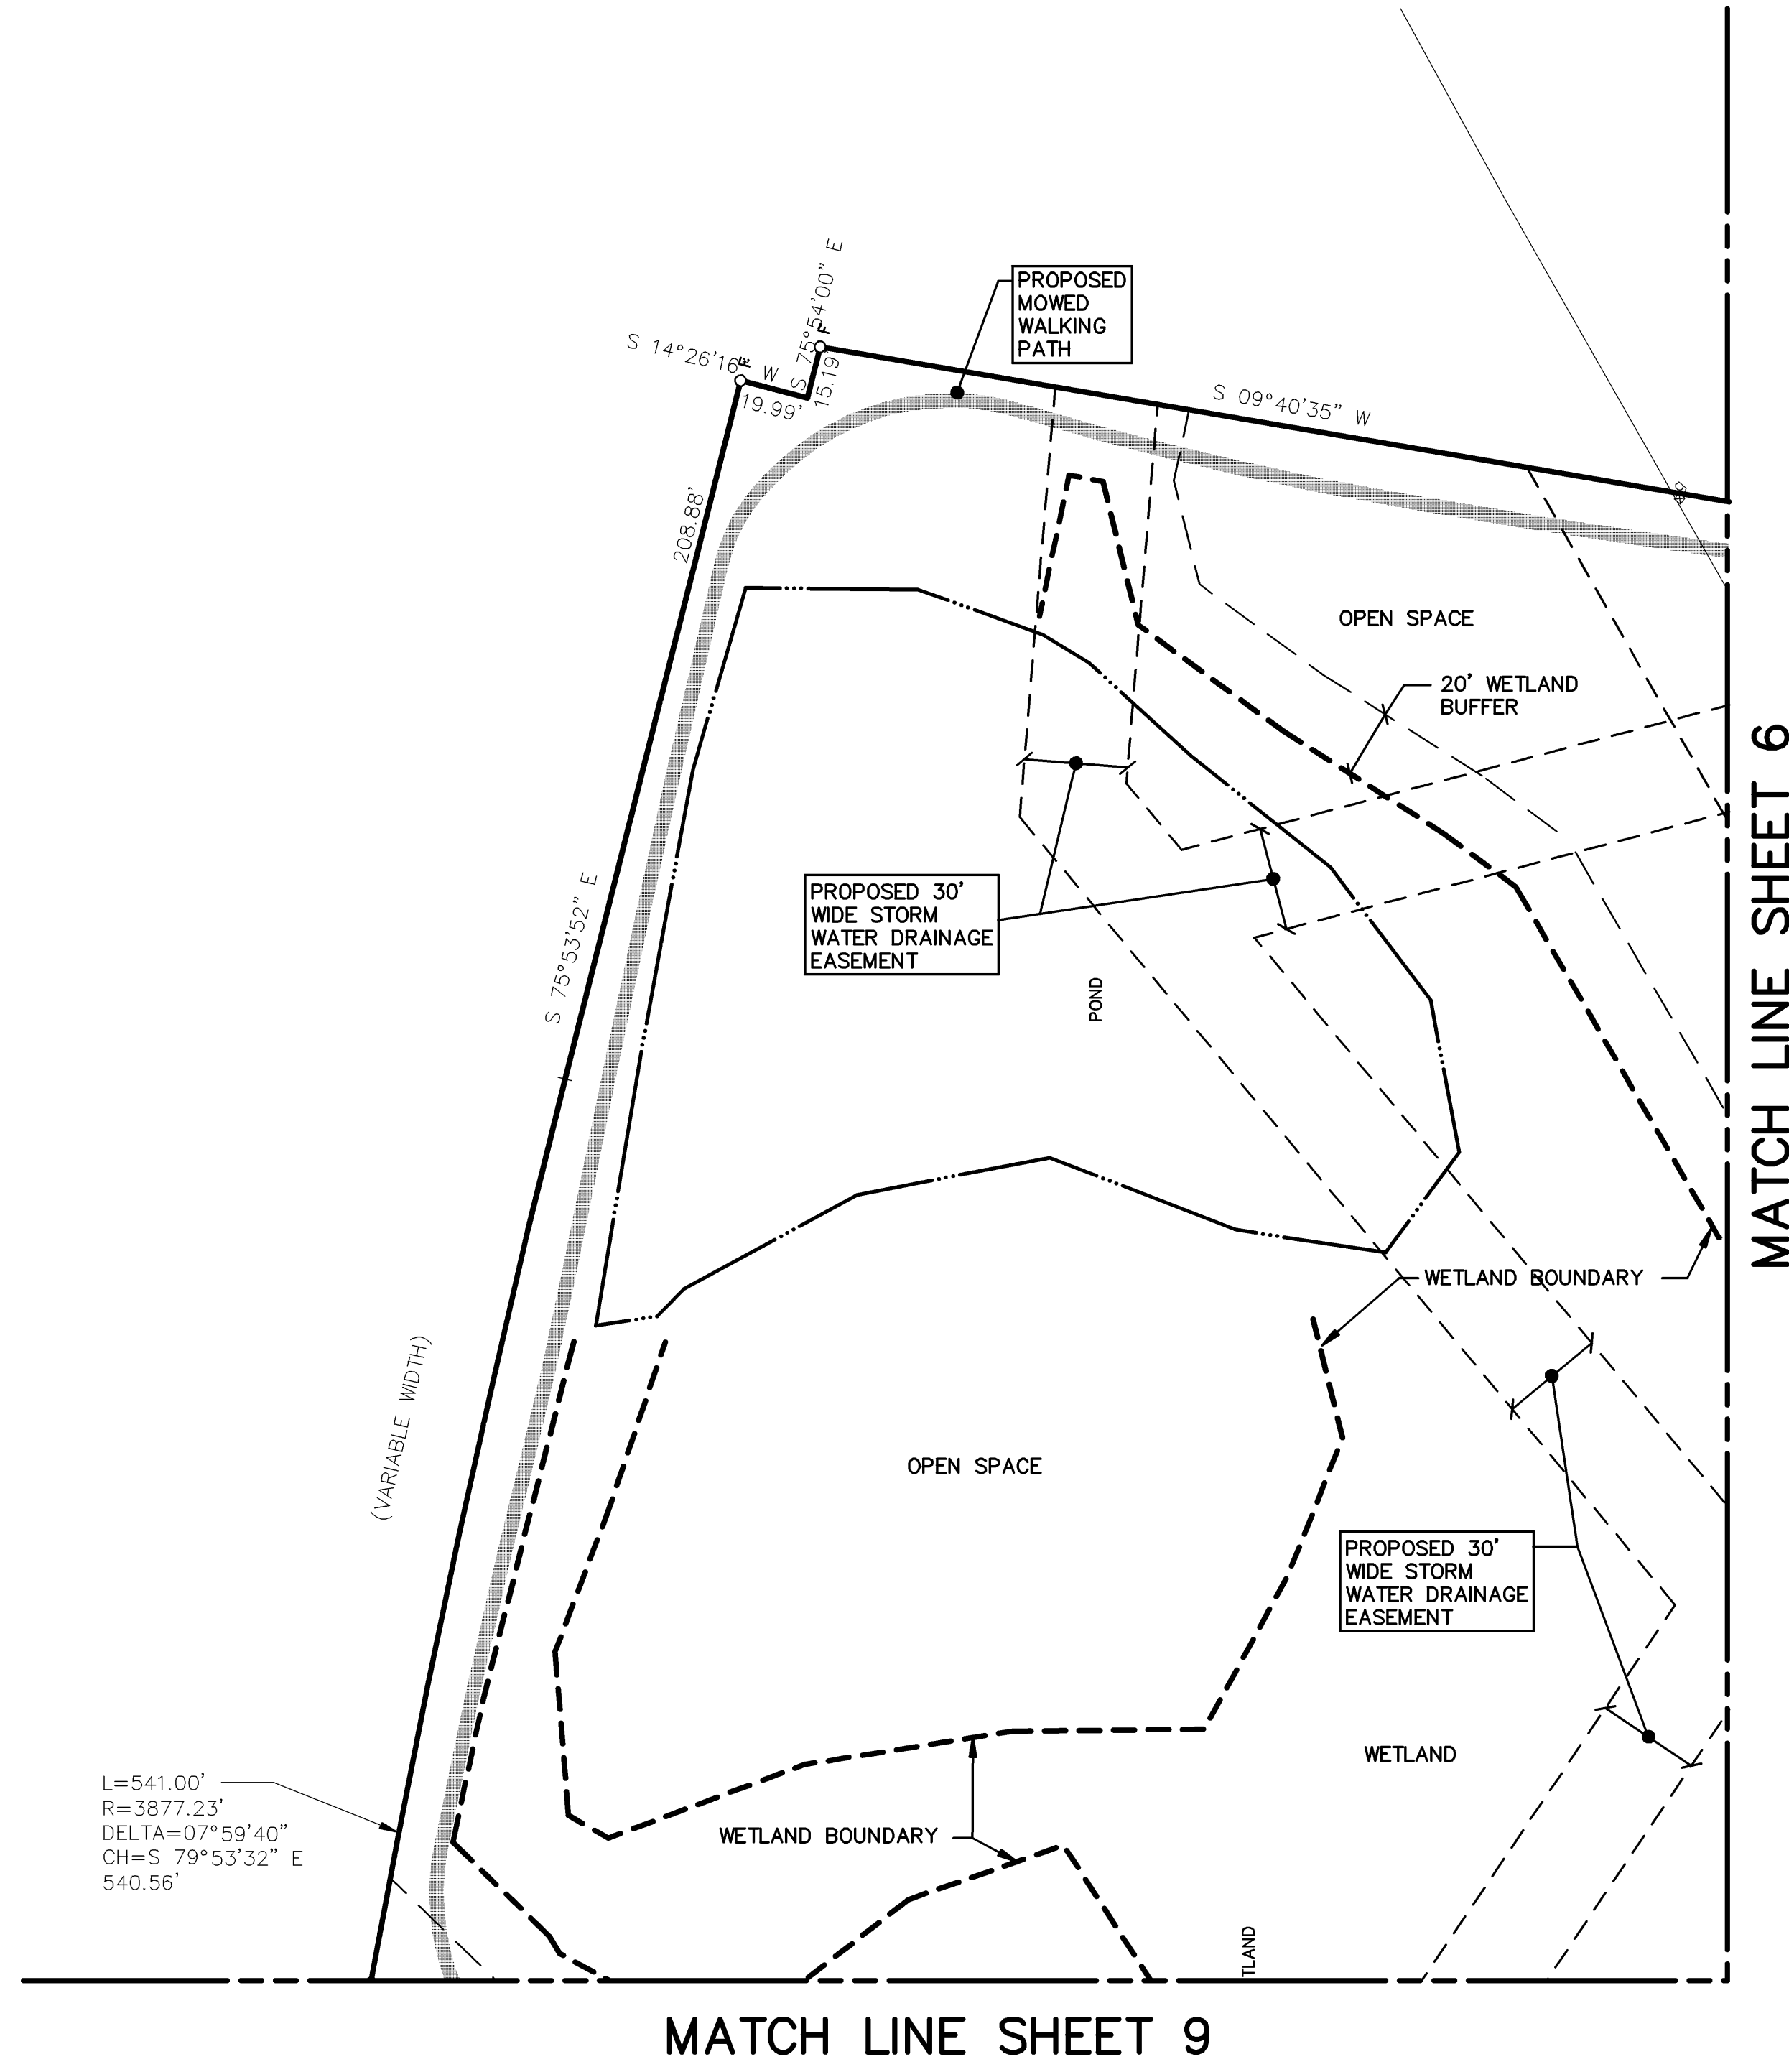 S 75°54'00" E
15.19'
S 14°26'16" W
19.99'
F
F
PROPOSED
MOWED
WALKING
PATH
S 09°40'35" W
208.88'
OPEN SPACE
20' WETLAND
BUFFER
S 75°53'52" E
PROPOSED 30'
WIDE STORM
WATER DRAINAGE
EASEMENT
POND
MATCH LINE SHEET 6
WETLAND BOUNDARY
(VARIABLE WIDTH)
OPEN SPACE
PROPOSED 30'
WIDE STORM
WATER DRAINAGE
EASEMENT
WETLAND
L=541.00'
R=3877.23'
DELTA=07°59'40"
CH=S 79°53'32" E
540.56'
WETLAND BOUNDARY
TLAND
MATCH LINE SHEET 9